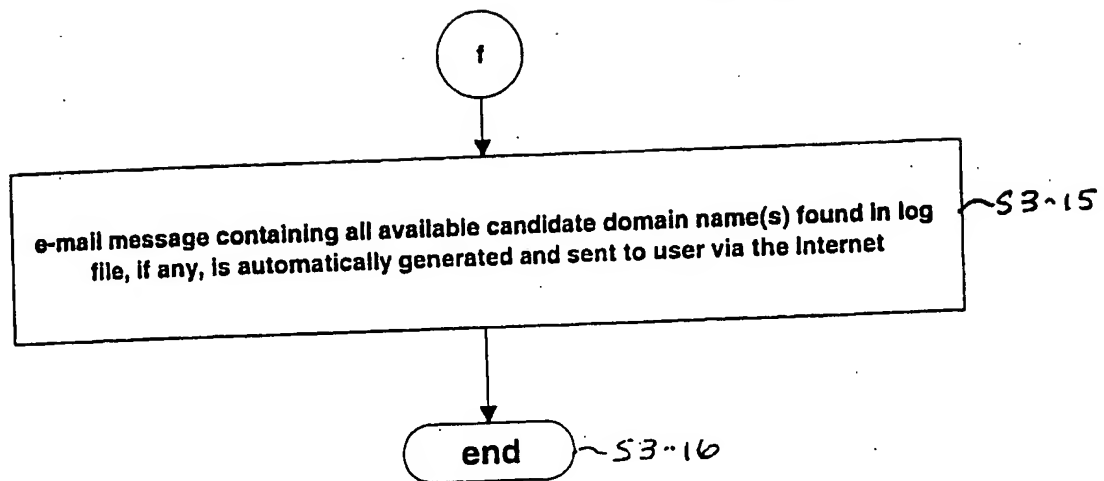 f
e-mail message containing all available candidate domain name(s) found in log
file, if any, is automatically generated and sent to user via the Internet
S3-15
end
S3-16